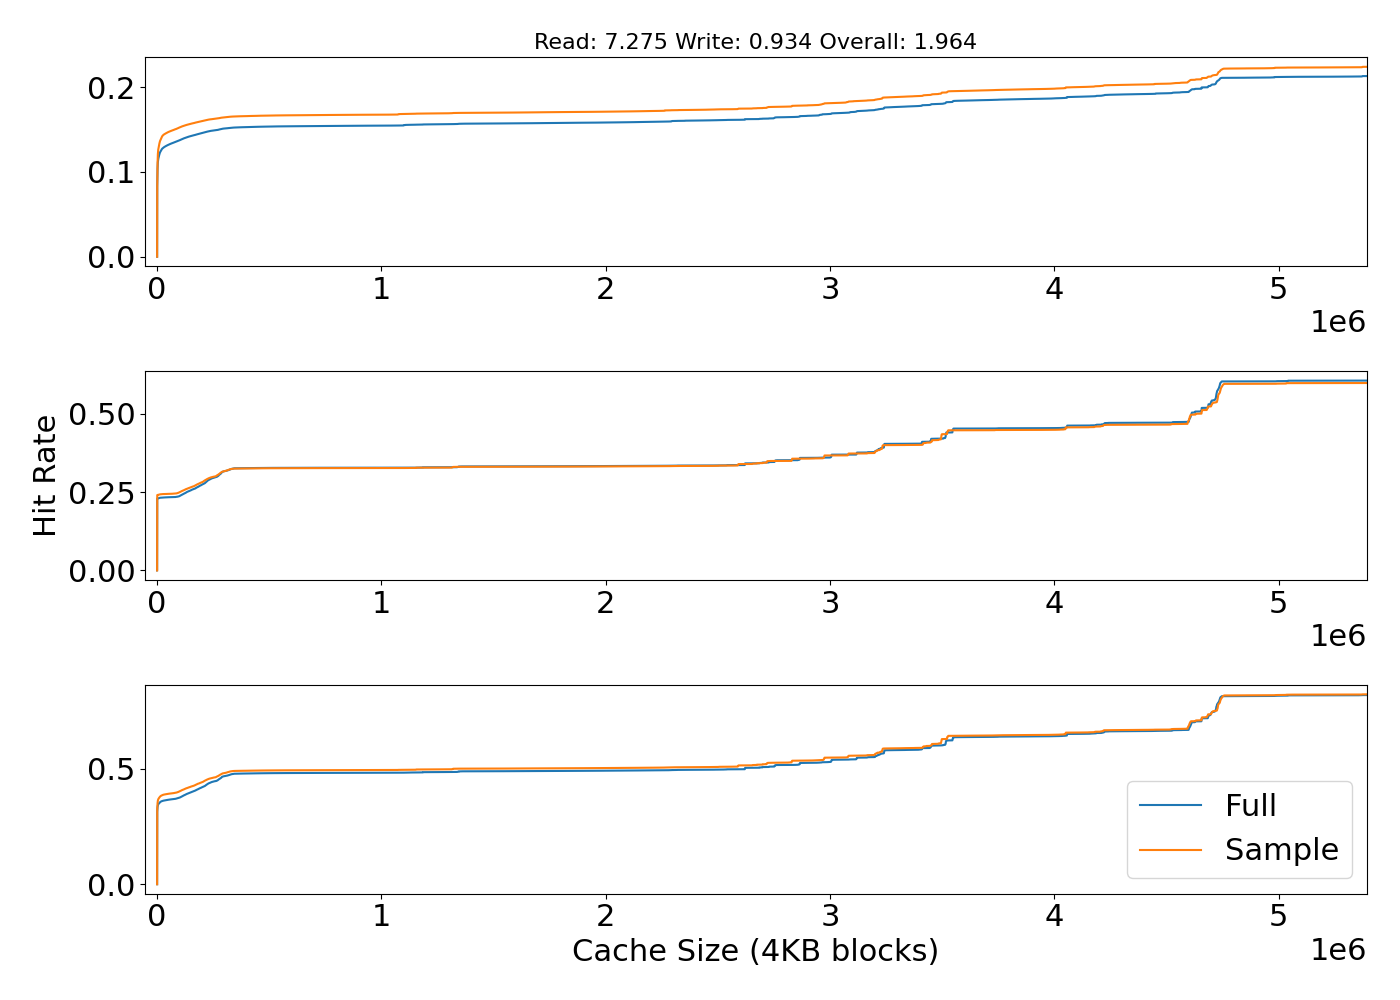 Read: 7.275 Write: 0.934 Overall: 1.964
0.2
0.1
0.0
0 1 2 3 4 5
1e6
Hit Rate
0.50
0.25
0.00
0 1 2 3 4 5
1e6
0.5
0.0
Full
Sample
0 1 2 3 4 5
Cache Size (4KB blocks)
1e6